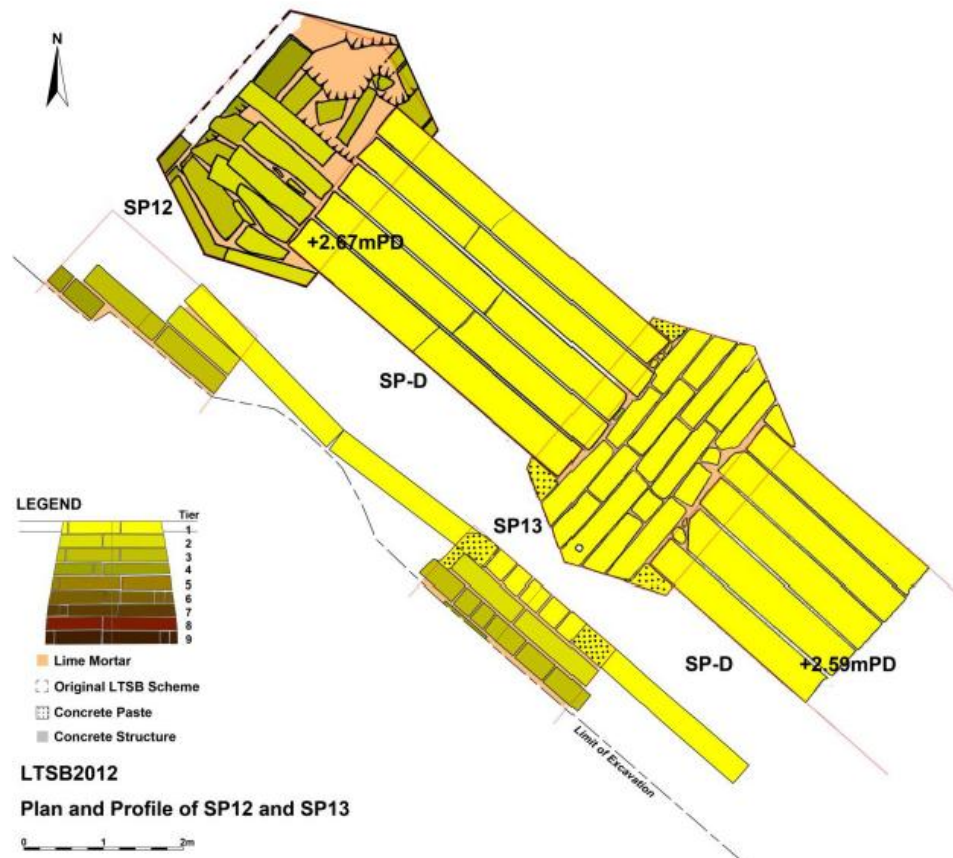 N
SP12
+2.67mPD
SP-D
SP13
SP-D
+2.59mPD
Limit of Excavation
LEGEND
Tier
1
2
3
4
5
6
7
8
9
Lime Mortar
Original LTSB Scheme
Concrete Paste
Concrete Structure
LTSB2012
Plan and Profile of SP12 and SP13
0 1 2m